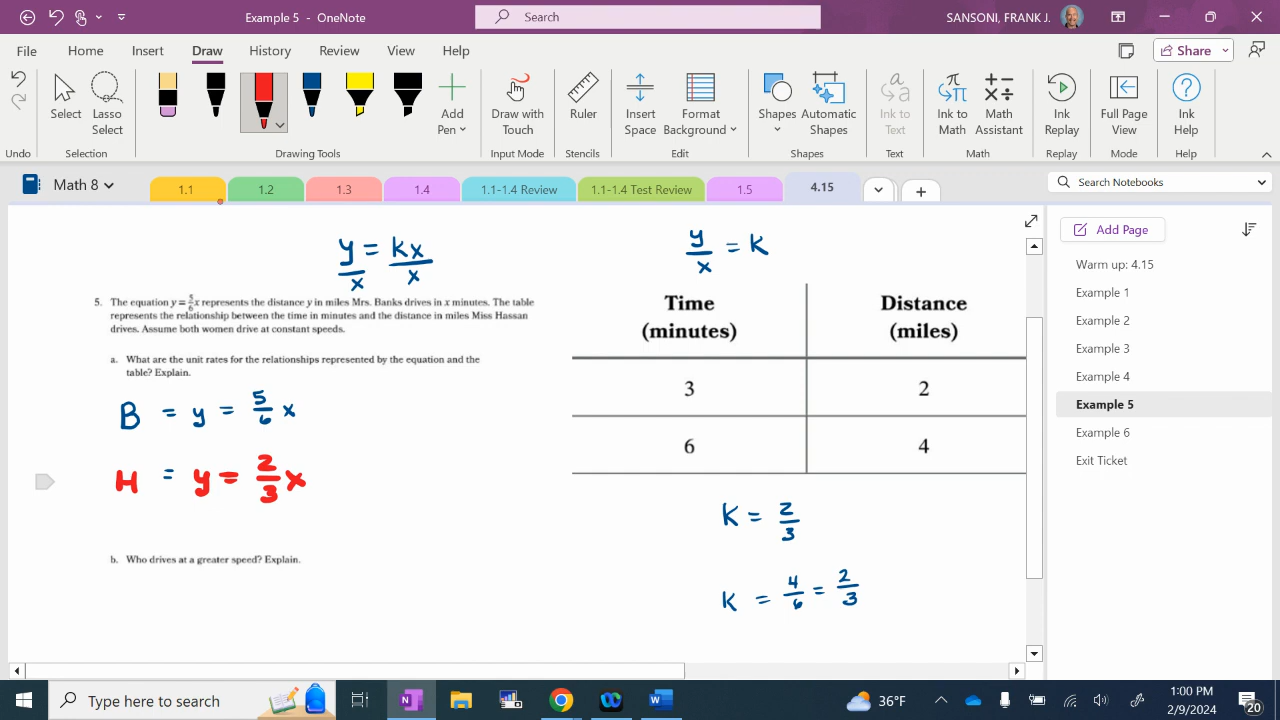 Example 5 - OneNote
Search
SANSONI, FRANK J.
File Home Insert Draw History Review View Help
Share
Select
Lasso Select
Add Pen
Draw with Touch
Ruler
Insert Space
Format Background
Shapes
Automatic Shapes
Ink to Text
Ink to Math
Math Assistant
Ink Replay
Full Page View
Ink Help
Undo Selection Drawing Tools Input Mode Stencils Edit Shapes Text Math Replay Mode Help
Math 8
1.1 1.2 1.3 1.4 1.1-1.4 Review 1.1-1.4 Test Review 1.5 4.15 +
Search Notebooks
Add Page
Warm up: 4.15
Example 1
Example 2
Example 3
Example 4
Example 5
Example 6
Exit Ticket
y/x = kx/x
y/x = k
5. The equation y = 5/6x represents the distance y in miles Mrs. Banks drives in x minutes. The table
represents the relationship between the time in minutes and the distance in miles Miss Hassan
drives. Assume both women drive at constant speeds.
a. What are the unit rates for the relationships represented by the equation and the
table? Explain.
B = y = 5/6 x
H = y = 2/3 x
b. Who drives at a greater speed? Explain.
Time (minutes) Distance (miles)
3 2
6 4
K = 2/3
K = 4/6 = 2/3
Type here to search
N
W
36°F
1:00 PM
2/9/2024
20